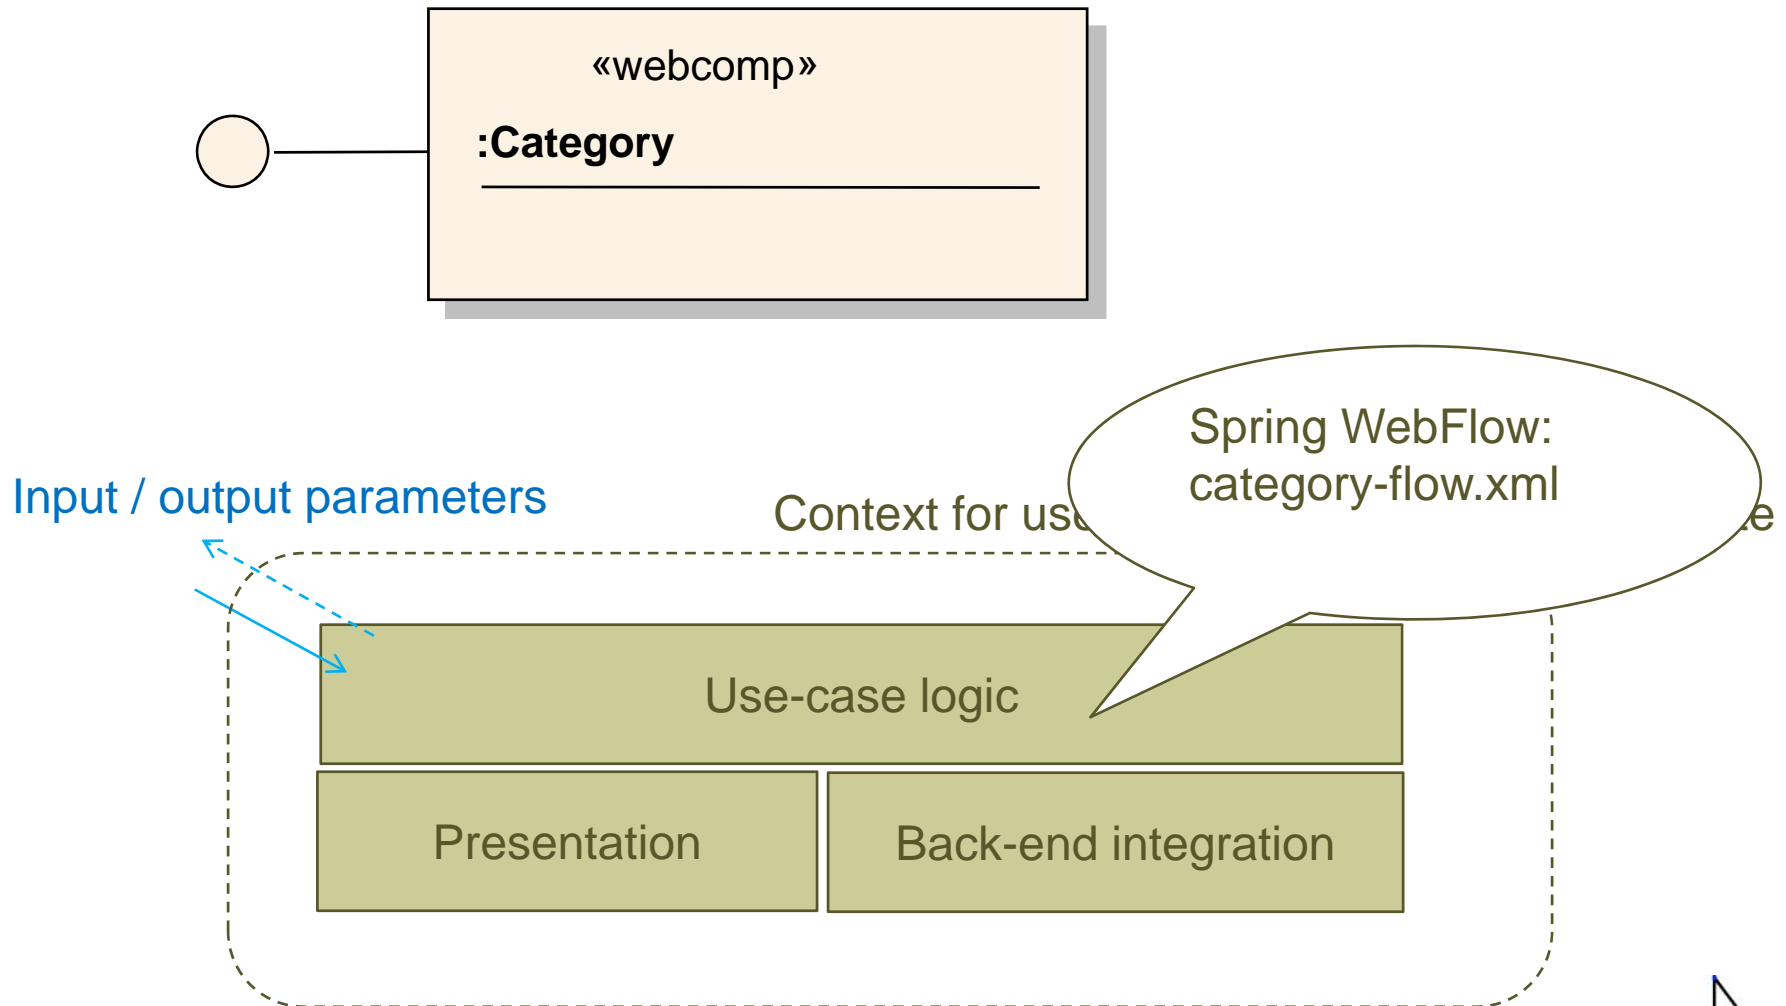 «webcomp»
:Category
Spring WebFlow:
category-flow.xml
Input / output parameters
Context for
Use-case logic
Presentation
Back-end integration